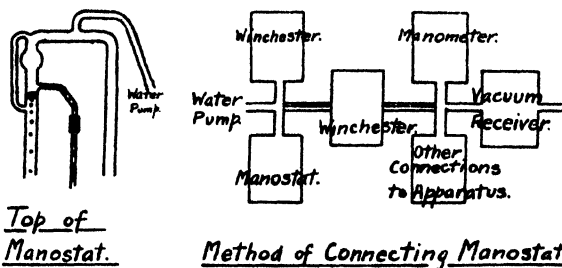 Water
Pump.
Top of
Manostat.
Winchester.
Manometer.
Water
Pump
Winchester.
Vacuum
Receiver.
Manostat.
Other
Connections
to Apparatus.
Method of Connecting Manostat